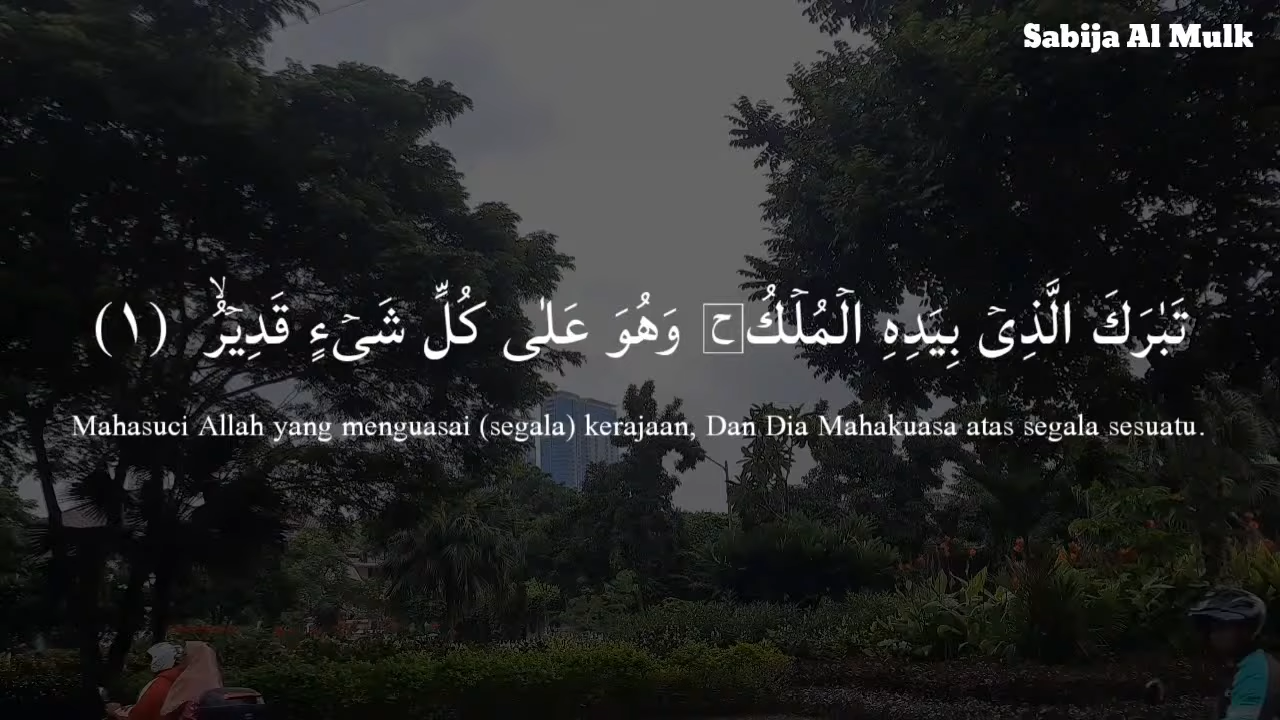 Sabija Al Mulk
تَبٰرَكَ الَّذِىۡ بِيَدِهِ الۡمُلۡكُ ۚ وَهُوَ عَلٰى كُلِّ شَىۡءٍ قَدِيۡرٌۙ (١)
Mahasuci Allah yang menguasai (segala) kerajaan, Dan Dia Mahakuasa atas segala sesuatu.